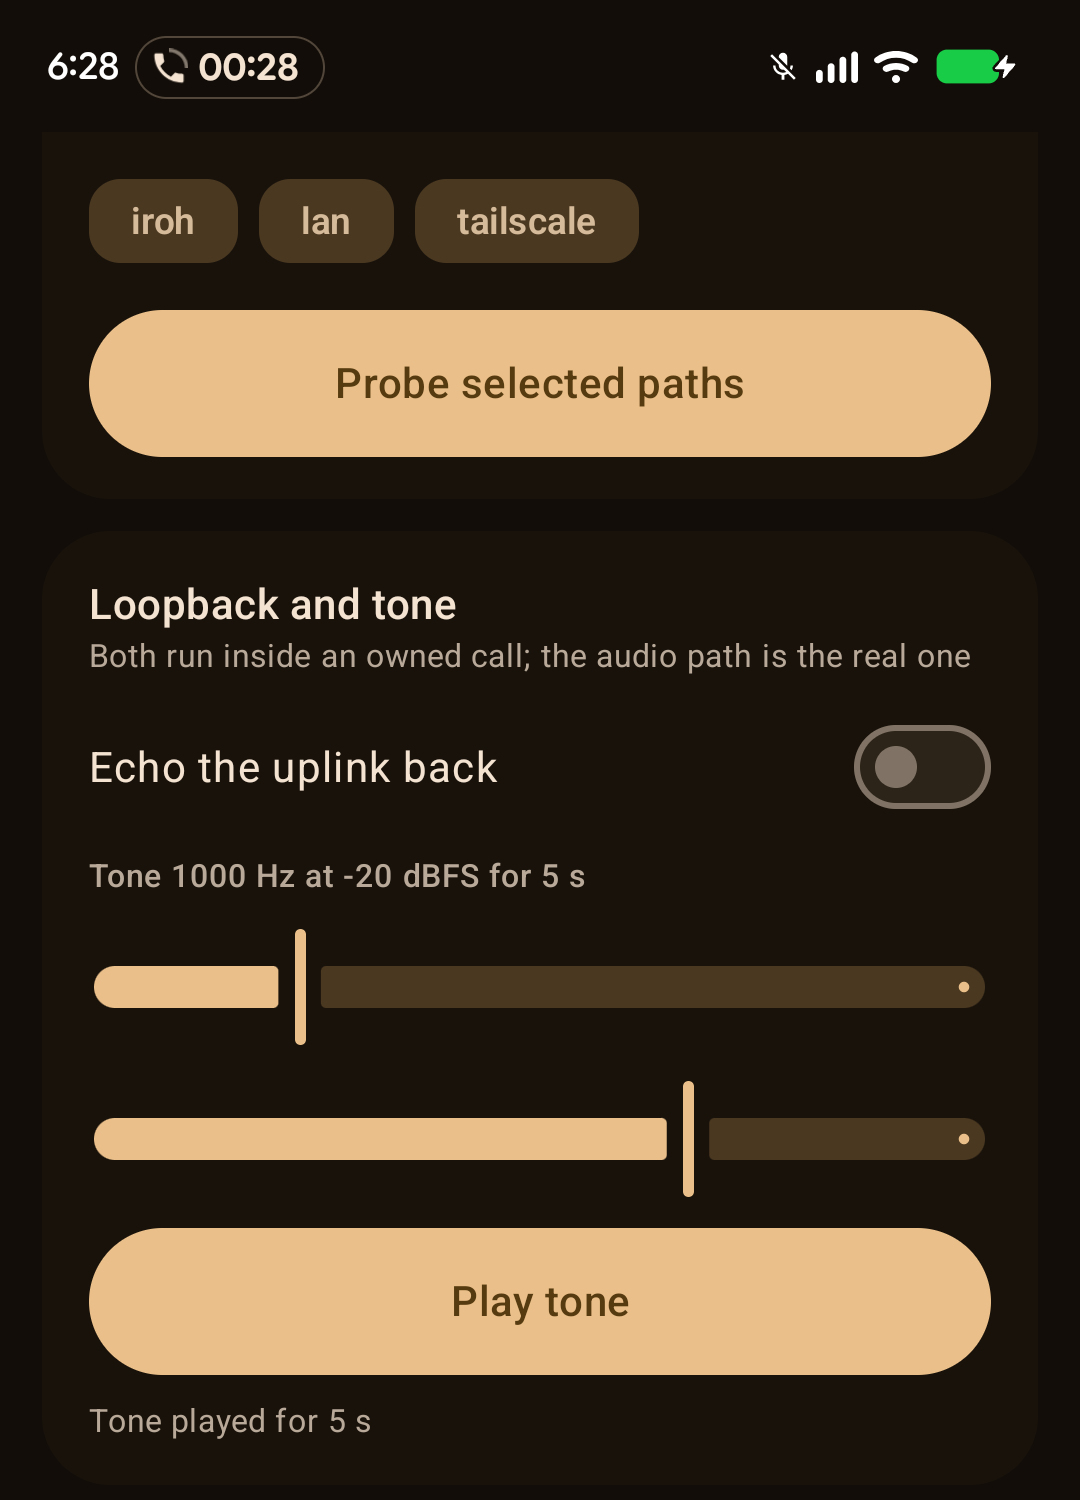 6:28 00:28
iroh lan tailscale
Probe selected paths
Loopback and tone
Both run inside an owned call; the audio path is the real one
Echo the uplink back
Tone 1000 Hz at -20 dBFS for 5 s
Play tone
Tone played for 5 s